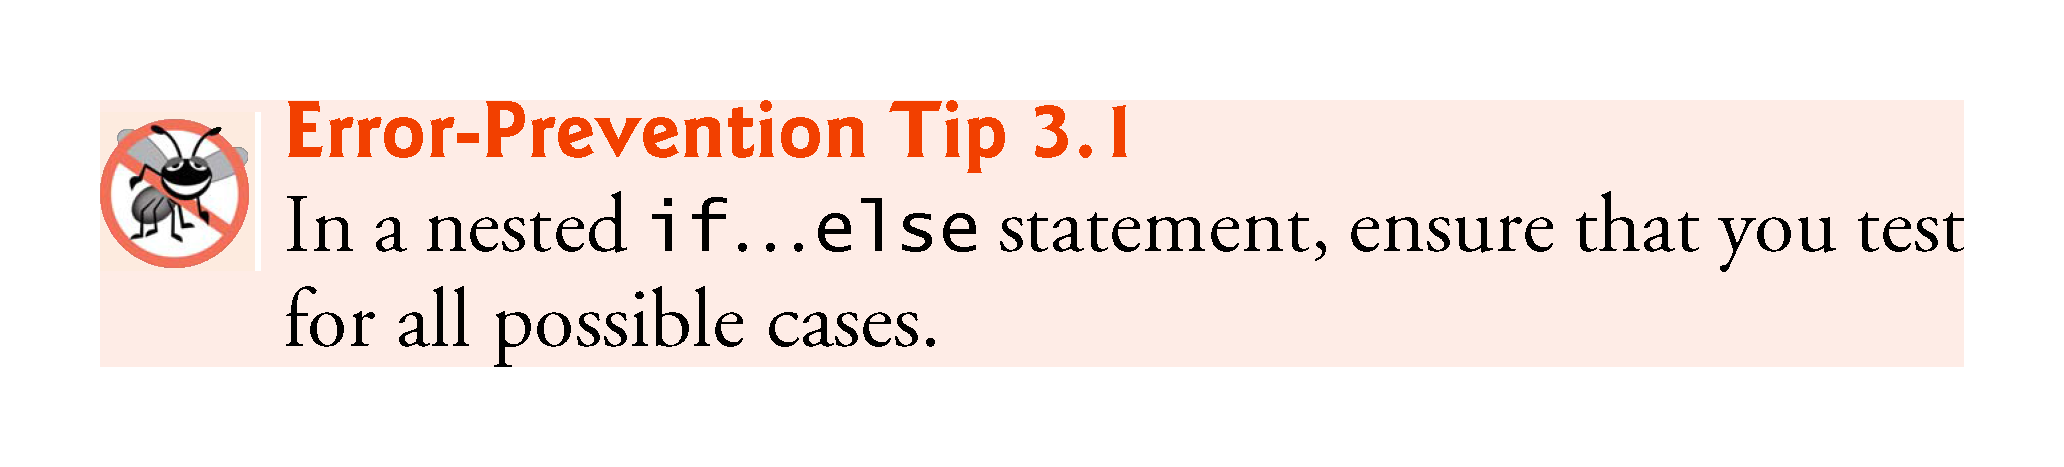 Error-Prevention Tip 3.1
In a nested if...else statement, ensure that you test
for all possible cases.